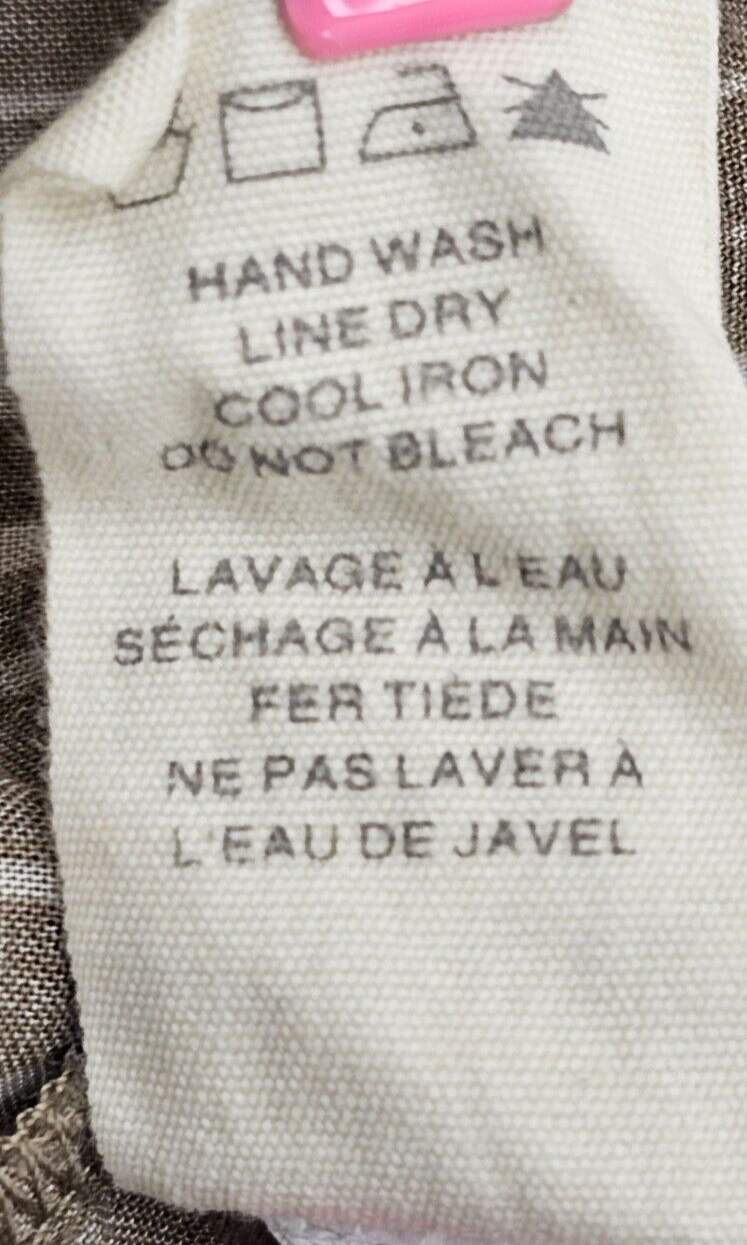 HAND WASH
LINE DRY
COOL IRON
DO NOT BLEACH
LAVAGE À L'EAU
SÉCHAGE À LA MAIN
FER TIÈDE
NE PAS LAVER À
L'EAU DE JAVEL